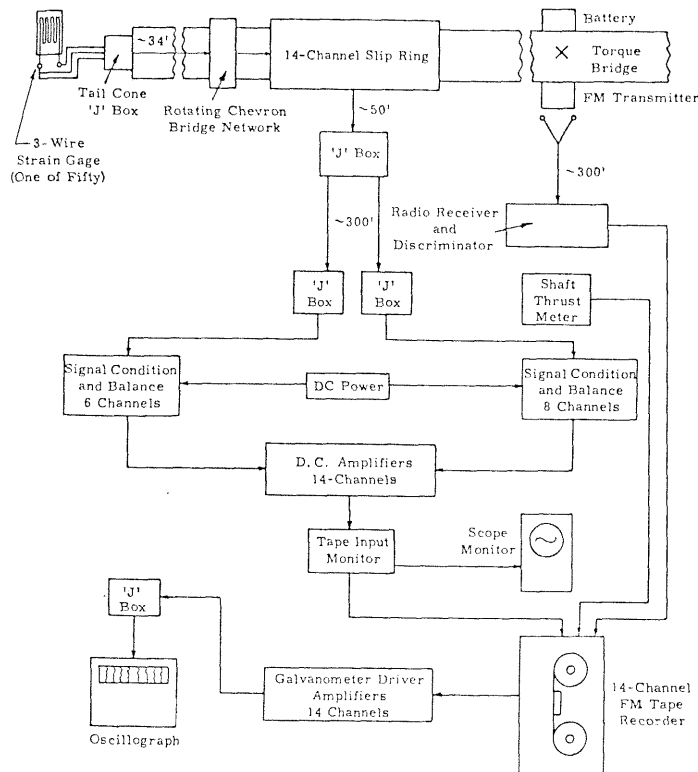 Battery
~34'
14-Channel Slip Ring
Torque
Bridge
Tail Cone
'J' Box
Rotating Chevron
Bridge Network
FM Transmitter
3-Wire
Strain Gage
(One of Fifty)
~50'
'J' Box
~300'
~300'
Radio Receiver
and
Discriminator
'J'
Box
'J'
Box
Shaft
Thrust
Meter
Signal Condition
and Balance
6 Channels
DC Power
Signal Condition
and Balance
8 Channels
D.C. Amplifiers
14-Channels
Tape Input
Monitor
Scope
Monitor
'J'
Box
Galvanometer Driver
Amplifiers
14 Channels
14-Channel
FM Tape
Recorder
Oscillograph